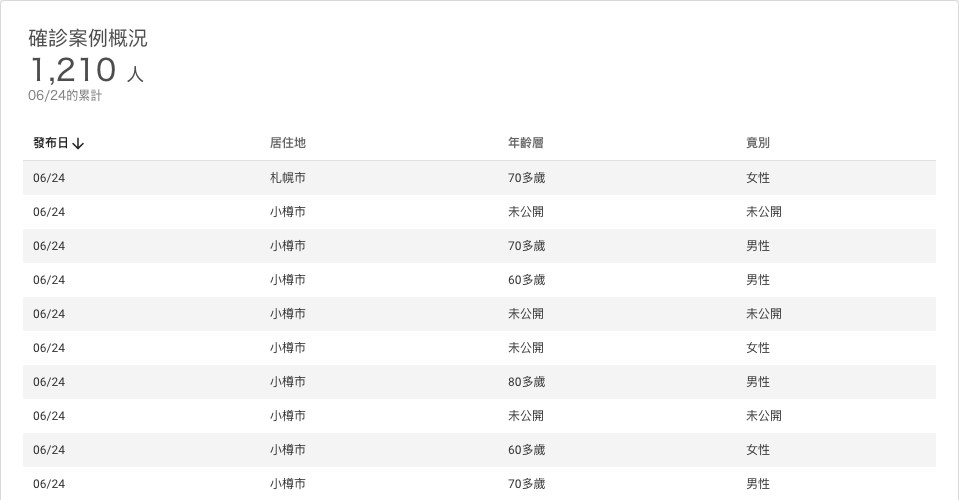 確診案例概況
1,210 人
06/24的累計
發布日↓ 居住地 年齡層 竟別
06/24 札幌市 70多歲 女性
06/24 小樽市 未公開 未公開
06/24 小樽市 70多歲 男性
06/24 小樽市 60多歲 男性
06/24 小樽市 未公開 未公開
06/24 小樽市 未公開 女性
06/24 小樽市 80多歲 男性
06/24 小樽市 未公開 未公開
06/24 小樽市 60多歲 女性
06/24 小樽市 70多歲 男性